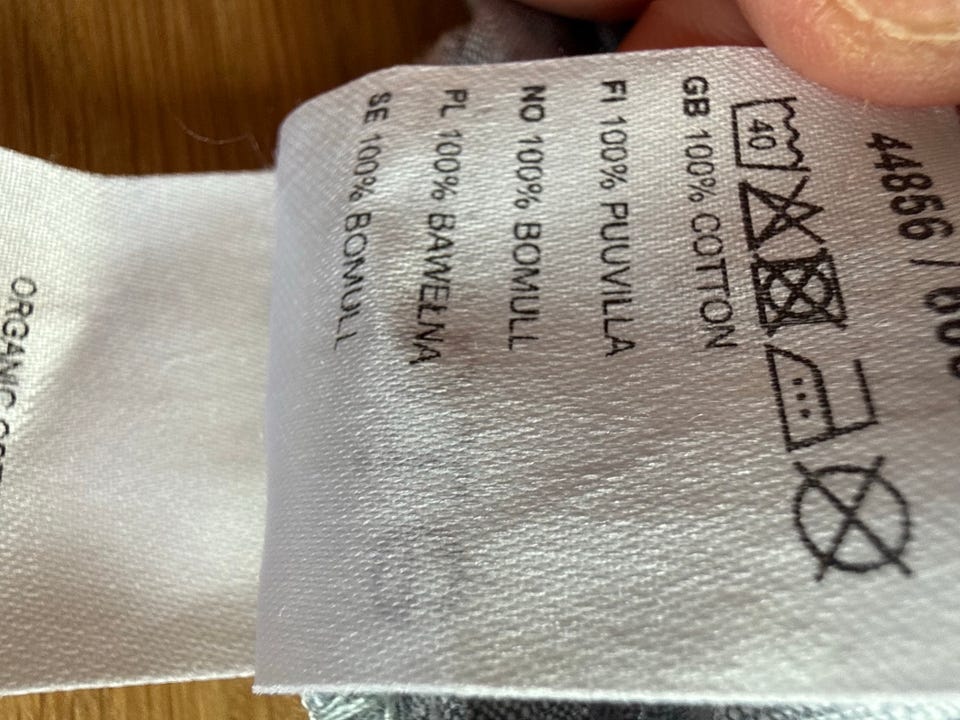 44856 /
40
GB 100% COTTON
FI 100% PUUVILLA
NO 100% BOMULL
PL 100% BAWEŁNA
SE 100% BOMULL
ORGANIC